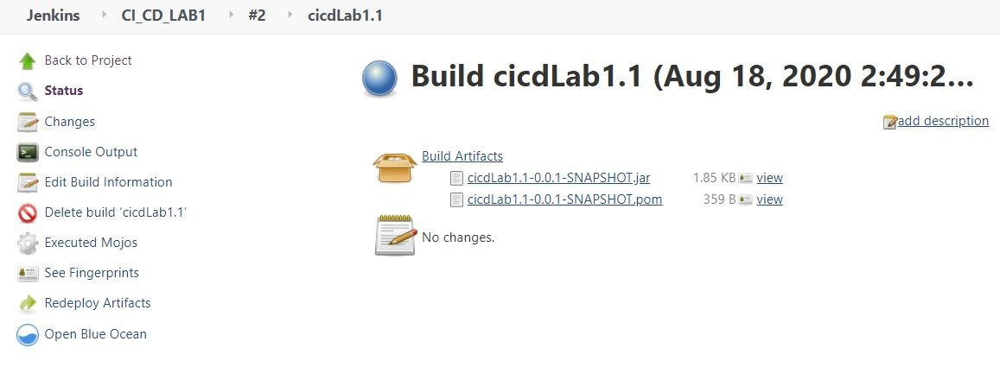 Jenkins CI_CD_LAB1 #2 cicdLab1.1
Back to Project
Status
Changes
Console Output
Edit Build Information
Delete build ‘cicdLab1.1’
Executed Mojos
See Fingerprints
Redeploy Artifacts
Open Blue Ocean
Build cicdLab1.1 (Aug 18, 2020 2:49:2...
add description
Build Artifacts
cicdLab1.1-0.0.1-SNAPSHOT.jar 1.85 KB view
cicdLab1.1-0.0.1-SNAPSHOT.pom 359 B view
No changes.